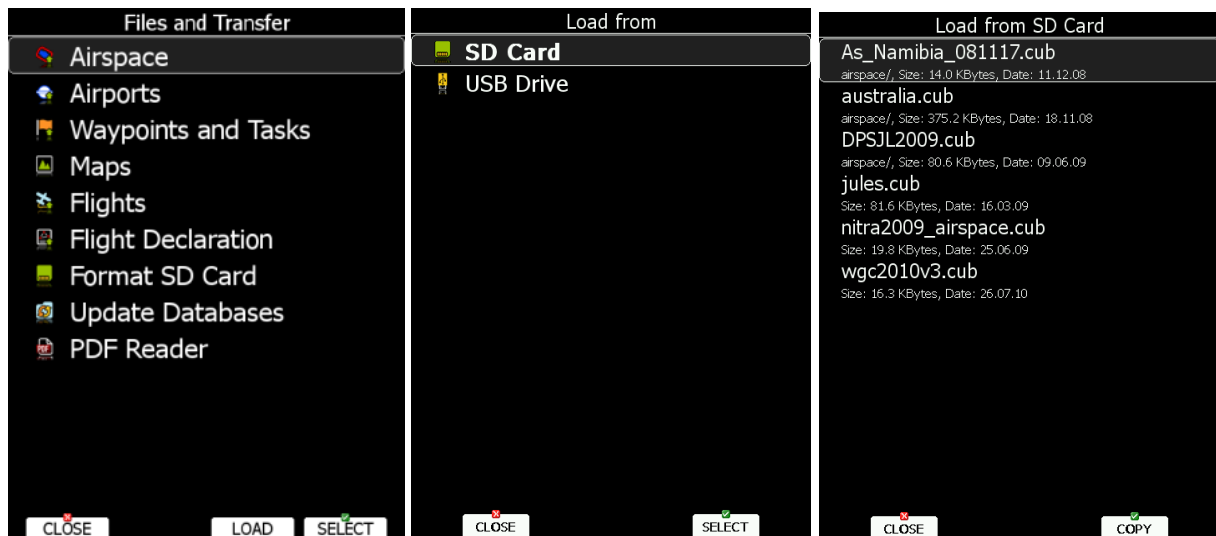 Files and Transfer
Airspace
Airports
Waypoints and Tasks
Maps
Flights
Flight Declaration
Format SD Card
Update Databases
PDF Reader
CLOSE LOAD SELECT
Load from
SD Card
USB Drive
CLOSE SELECT
Load from SD Card
As_Namibia_081117.cub
airspace/, Size: 14.0 KBytes, Date: 11.12.08
australia.cub
airspace/, Size: 375.2 KBytes, Date: 18.11.08
DPSJL2009.cub
airspace/, Size: 80.6 KBytes, Date: 09.06.09
jules.cub
Size: 81.6 KBytes, Date: 16.03.09
nitra2009_airspace.cub
Size: 19.8 KBytes, Date: 25.06.09
wgc2010v3.cub
Size: 16.3 KBytes, Date: 26.07.10
CLOSE COPY